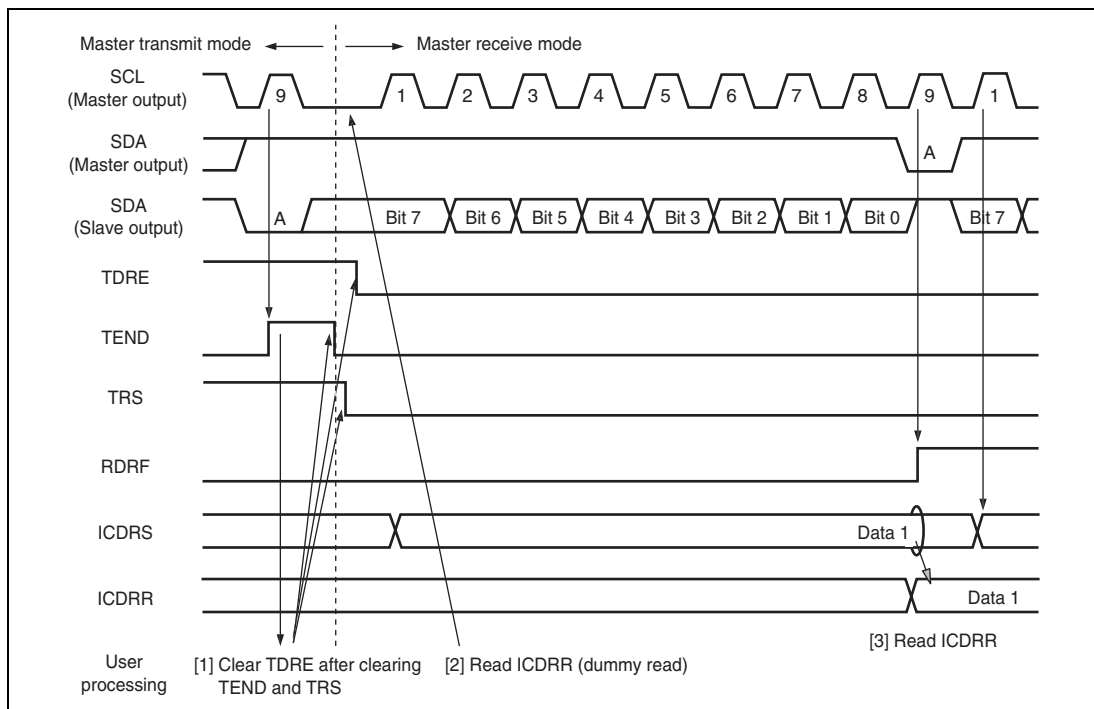 Master transmit mode Master receive mode
SCL
(Master output)
9 1 2 3 4 5 6 7 8 9 1
SDA
(Master output)
A
SDA
(Slave output)
A Bit 7 Bit 6 Bit 5 Bit 4 Bit 3 Bit 2 Bit 1 Bit 0 Bit 7
TDRE
TEND
TRS
RDRF
ICDRS
Data 1
ICDRR
Data 1
User
processing
[1] Clear TDRE after clearing
TEND and TRS
[2] Read ICDRR (dummy read)
[3] Read ICDRR